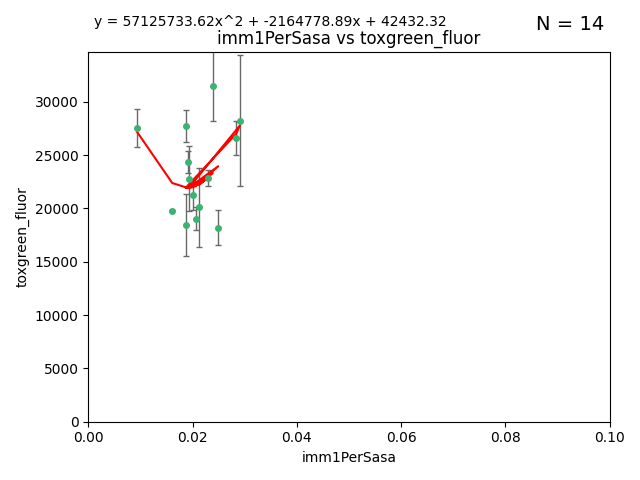 y = 57125733.62x^2 + -2164778.89x + 42432.32
N = 14
imm1PerSasa vs toxgreen_fluor
30000
25000
20000
15000
10000
5000
0
toxgreen_fluor
0.00 0.02 0.04 0.06 0.08 0.10
imm1PerSasa